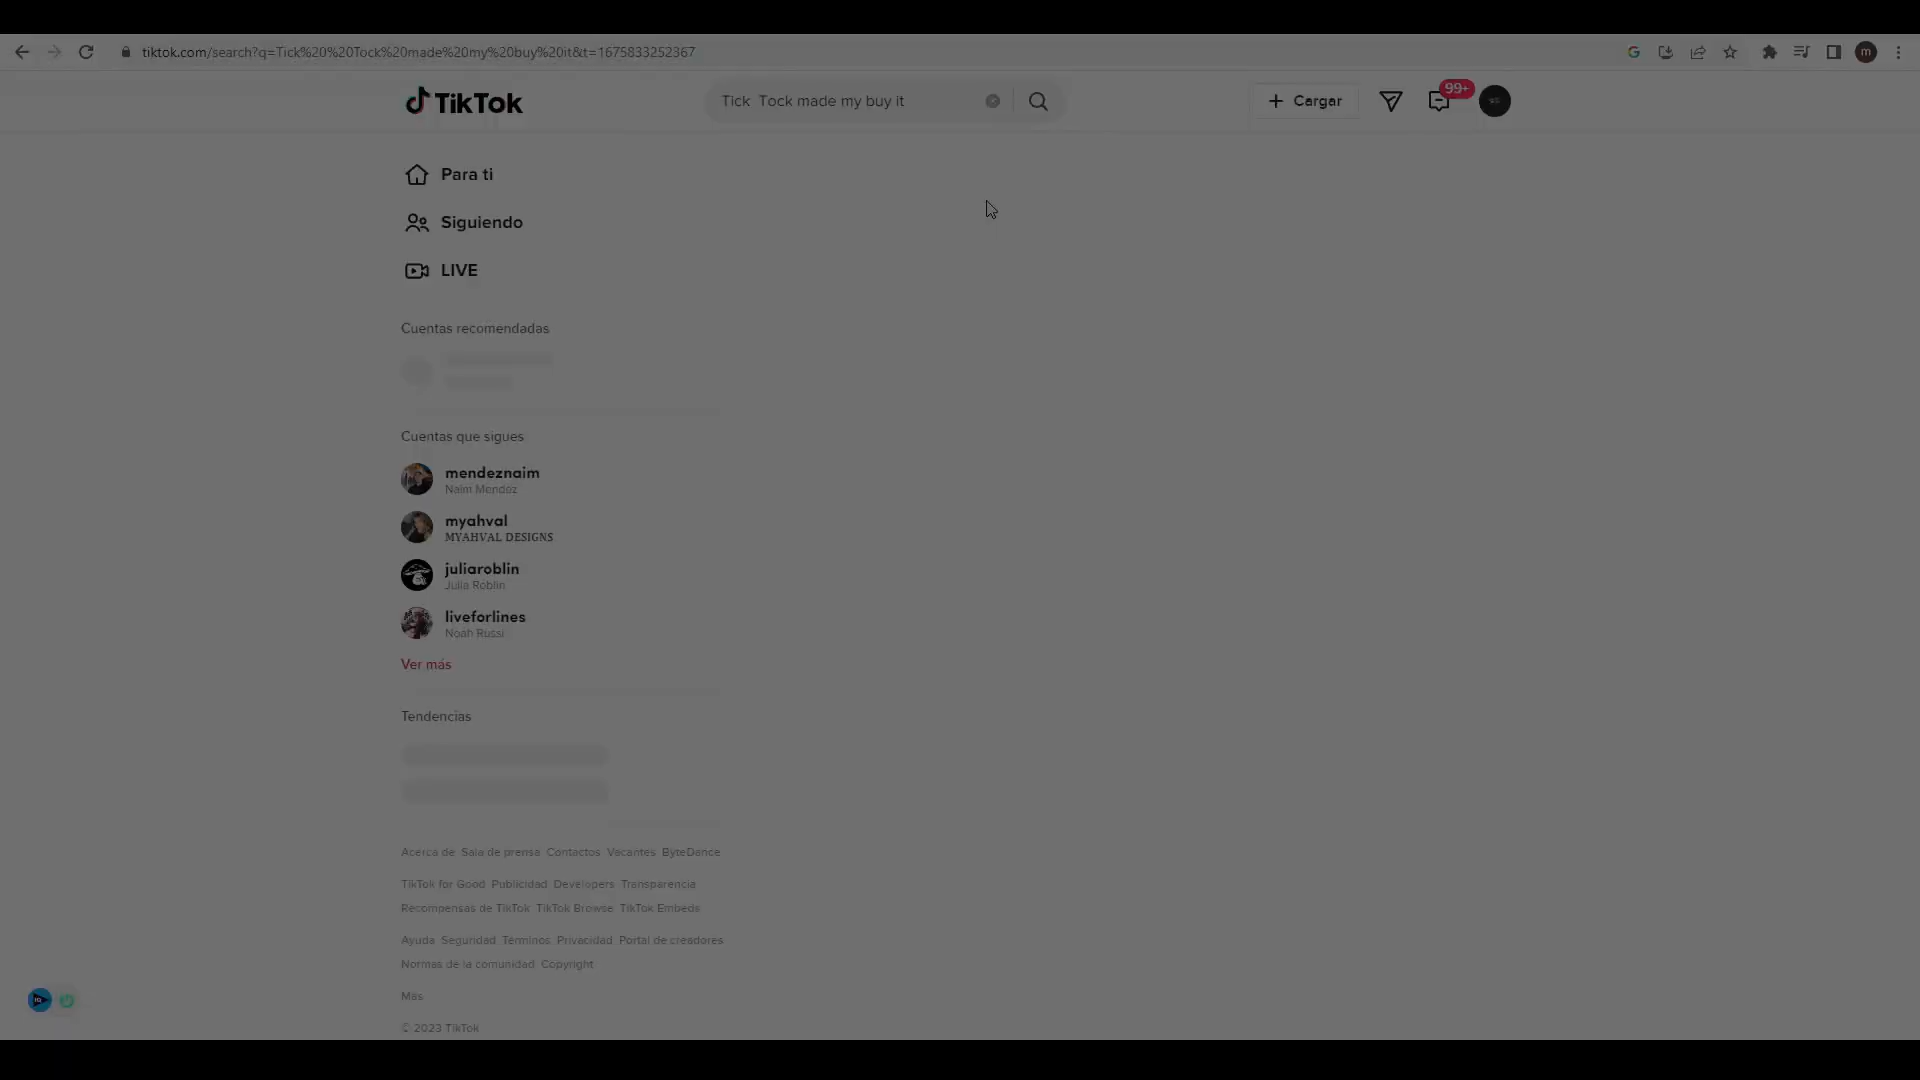 tiktok.com/search?q=Tick%20%20Tock%20made%20my%20buy%20it&t=1675833252367
m
TikTok
Tick  Tock made my buy it
Cargar
99+
Para ti
Siguiendo
LIVE
Cuentas recomendadas
Cuentas que sigues
mendeznaim
Naim Mendez
myahval
MYAHVAL DESIGNS
juliaroblin
Julia Roblin
liveforlines
Noah Russi
Ver más
Tendencias
Acerca de Sala de prensa Contactos Vacantes ByteDance
TikTok for Good Publicidad Developers Transparencia
Recompensas de TikTok TikTok Browse TikTok Embeds
Ayuda Seguridad Términos Privacidad Portal de creadores
Normas de la comunidad Copyright
Más
© 2023 TikTok